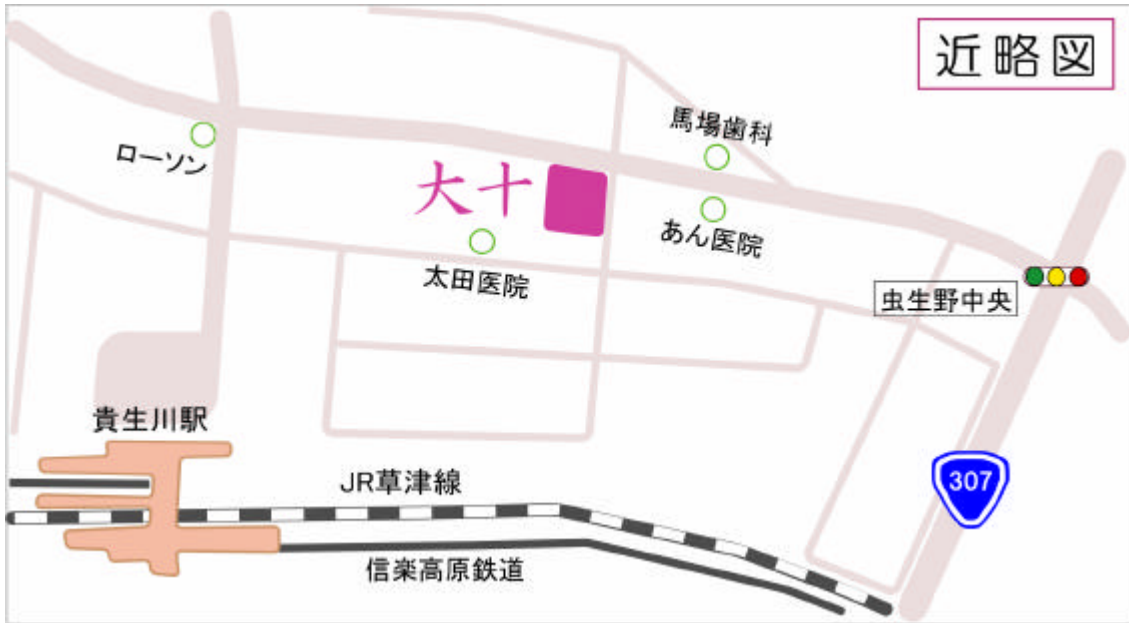 近略図
馬場歯科
ローソン
大十
あん医院
太田医院
虫生野中央
貴生川駅
JR草津線
307
信楽高原鉄道